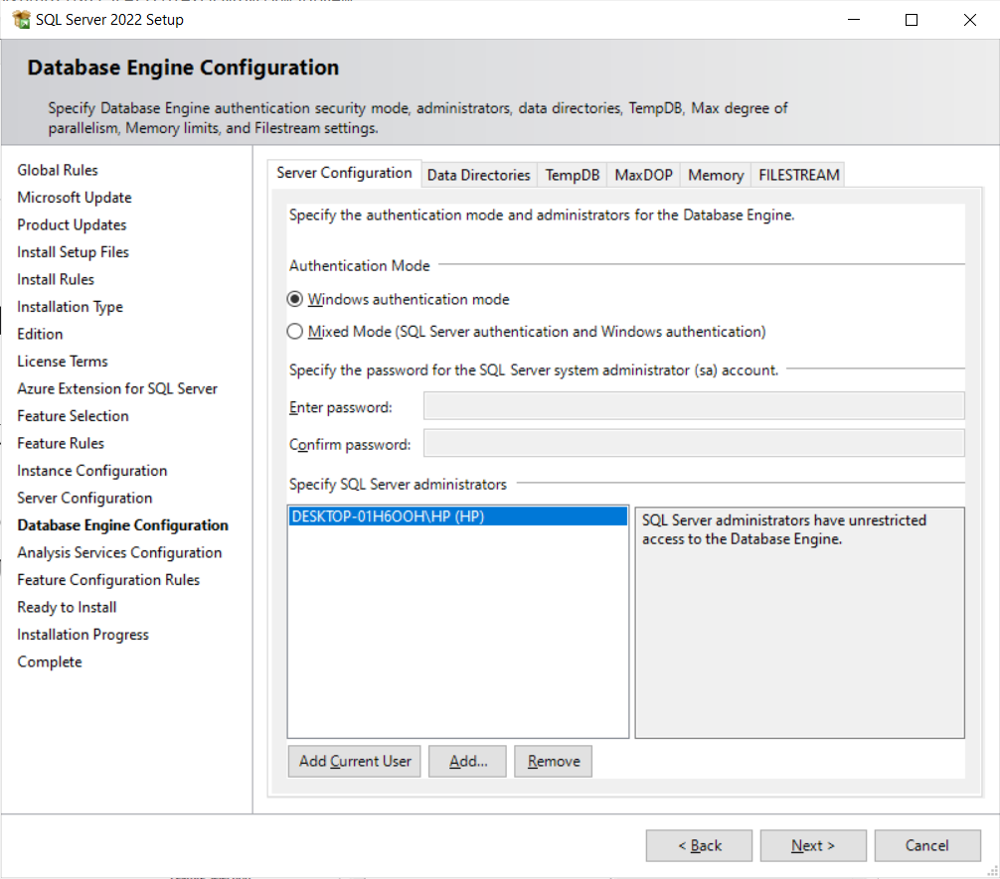 SQL Server 2022 Setup
Database Engine Configuration
Specify Database Engine authentication security mode, administrators, data directories, TempDB, Max degree of
parallelism, Memory limits, and Filestream settings.
Global Rules
Microsoft Update
Product Updates
Install Setup Files
Install Rules
Installation Type
Edition
License Terms
Azure Extension for SQL Server
Feature Selection
Feature Rules
Instance Configuration
Server Configuration
Database Engine Configuration
Analysis Services Configuration
Feature Configuration Rules
Ready to Install
Installation Progress
Complete
Server Configuration Data Directories TempDB MaxDOP Memory FILESTREAM
Specify the authentication mode and administrators for the Database Engine.
Authentication Mode
Windows authentication mode
Mixed Mode (SQL Server authentication and Windows authentication)
Specify the password for the SQL Server system administrator (sa) account.
Enter password:
Confirm password:
Specify SQL Server administrators
DESKTOP-01H6OOH\HP (HP)
SQL Server administrators have unrestricted
access to the Database Engine.
Add Current User Add... Remove
< Back Next > Cancel